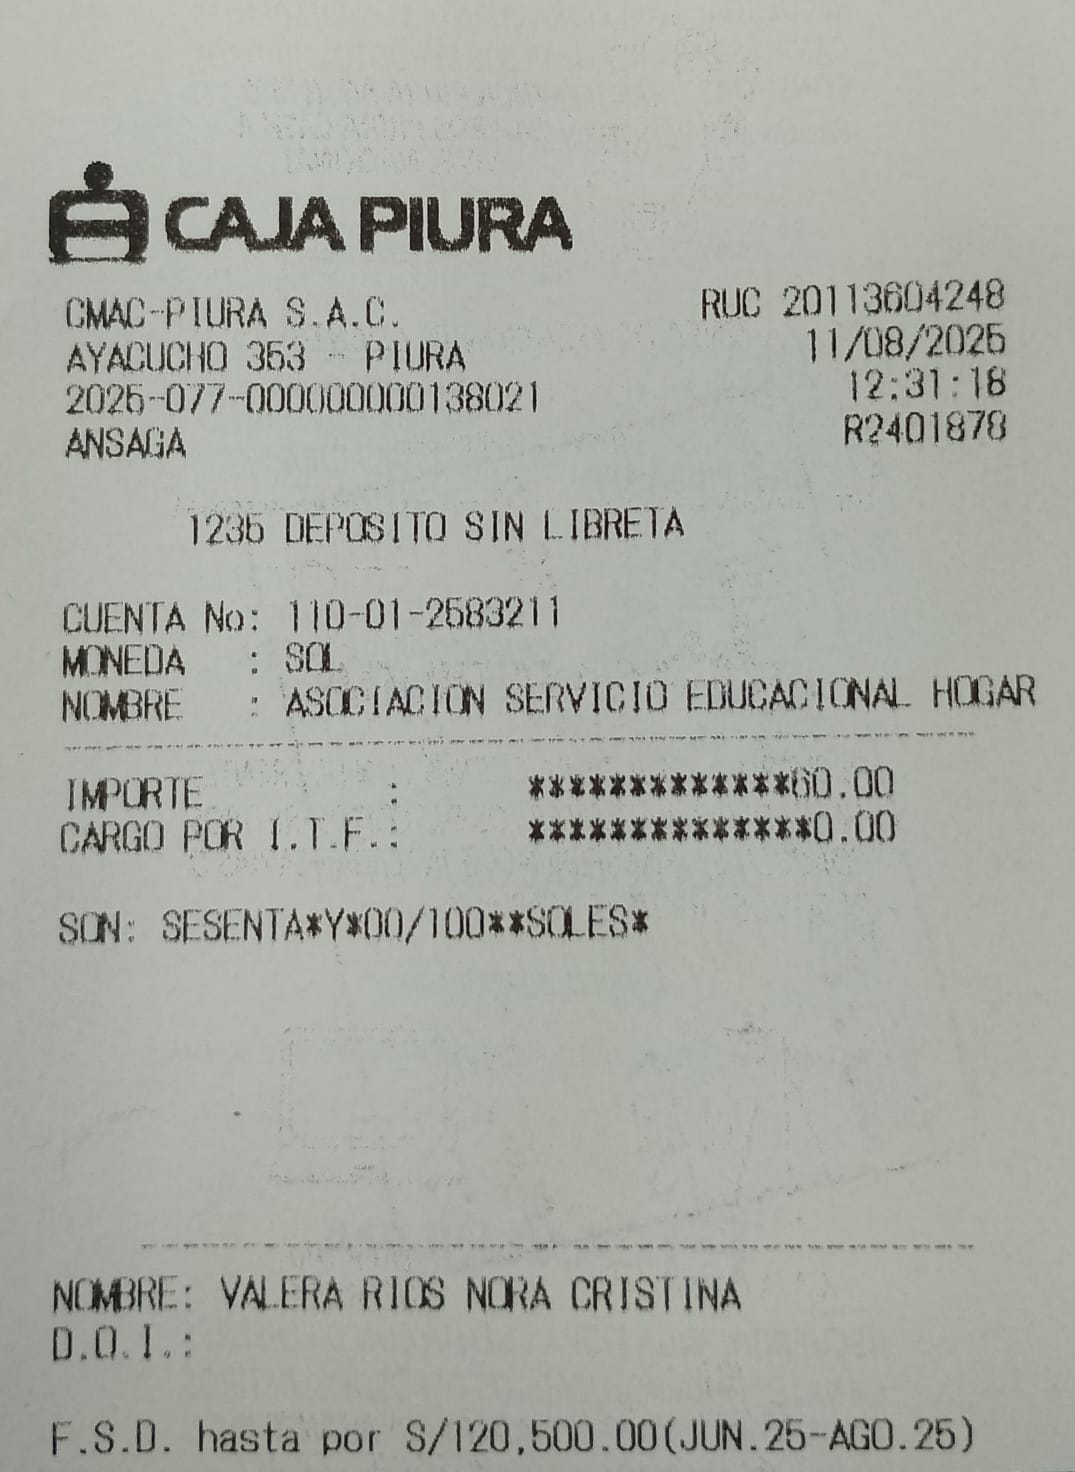 CAJA PIURA
CMAC-PIURA S.A.C. RUC 20113604248
AYACUCHO 353 - PIURA 11/08/2025
2025-077-000000000138021 12:31:18
ANSAGA R2401878
1235 DEPOSITO SIN LIBRETA
CUENTA No: 110-01-2583211
MONEDA : SOL
NOMBRE : ASOCIACION SERVICIO EDUCACIONAL HOGAR
IMPORTE : *************60.00
CARGO POR I.T.F.: **************0.00
SON: SESENTA*Y*00/100**SOLES*
NOMBRE: VALERA RIOS NORA CRISTINA
D.O.I.:
F.S.D. hasta por S/120,500.00(JUN.25-AGO.25)